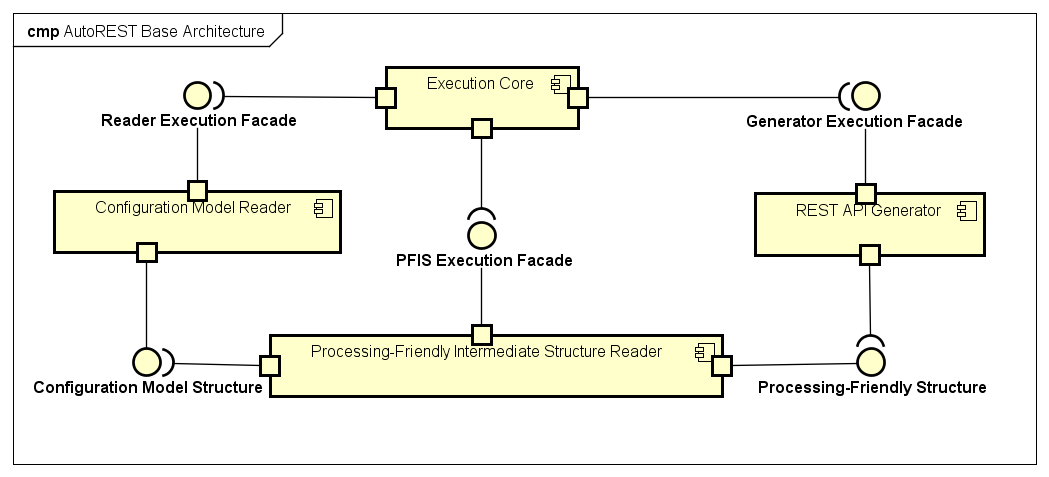 cmp AutoREST Base Architecture
Execution Core
Reader Execution Facade
Generator Execution Facade
Configuration Model Reader
REST API Generator
PFIS Execution Facade
Processing-Friendly Intermediate Structure Reader
Configuration Model Structure
Processing-Friendly Structure